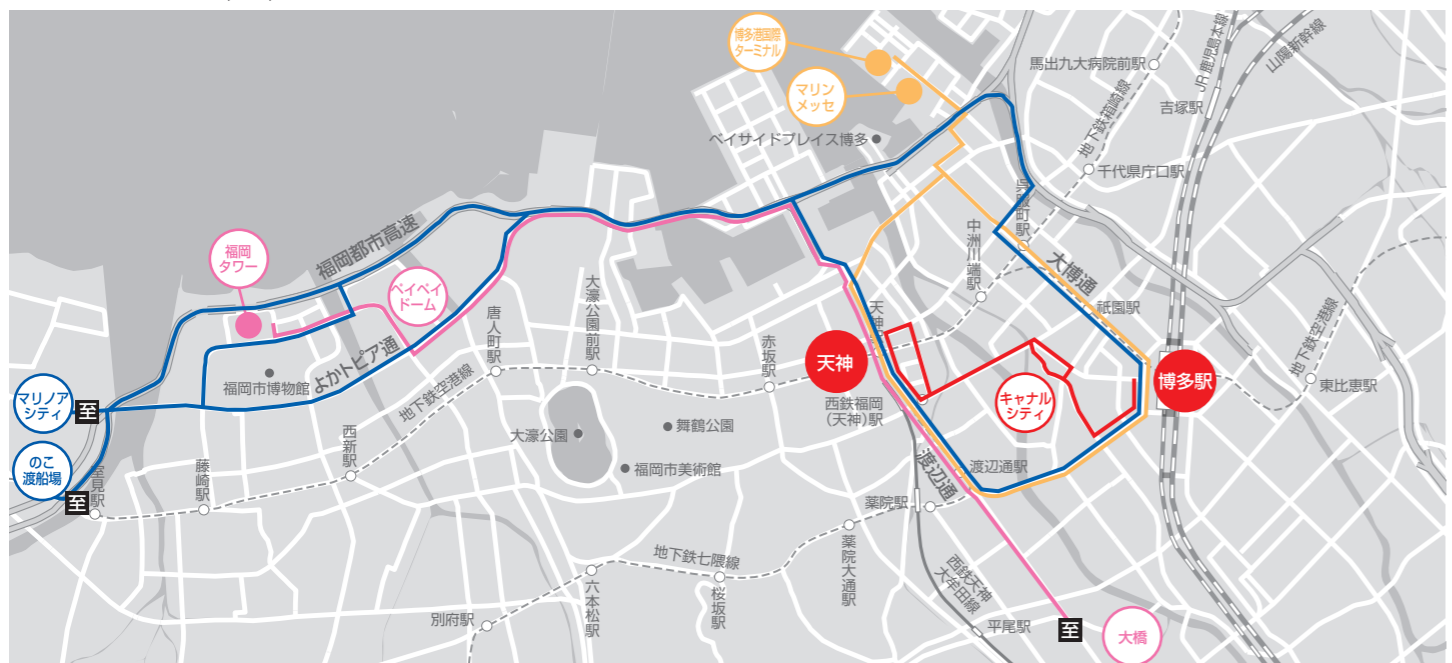 博多港国際
ターミナル
マリン
メッセ
ベイサイドプレイス博多
馬出九大病院前駅
JR鹿児島本線
山陽新幹線
吉塚駅
地下鉄箱崎線
千代県庁口駅
呉服町駅
中洲川端駅
大博通
祇園駅
地下鉄空港線
東比恵駅
博多駅
福岡都市高速
福岡
タワー
ペイペイ
ドーム
よかトピア通
福岡市博物館
マリノア
シティ
至
のこ
渡船場
至
室見駅
藤崎駅
西新駅
地下鉄空港線
唐人町駅
大濠公園前駅
赤坂駅
天神
西鉄福岡
(天神)駅
キャナル
シティ
大濠公園
舞鶴公園
福岡市美術館
渡辺通
渡辺通駅
薬院駅
薬院大通駅
地下鉄七隈線
桜坂駅
六本松駅
別府駅
西鉄天神
大牟田線
平尾駅
至
大橋